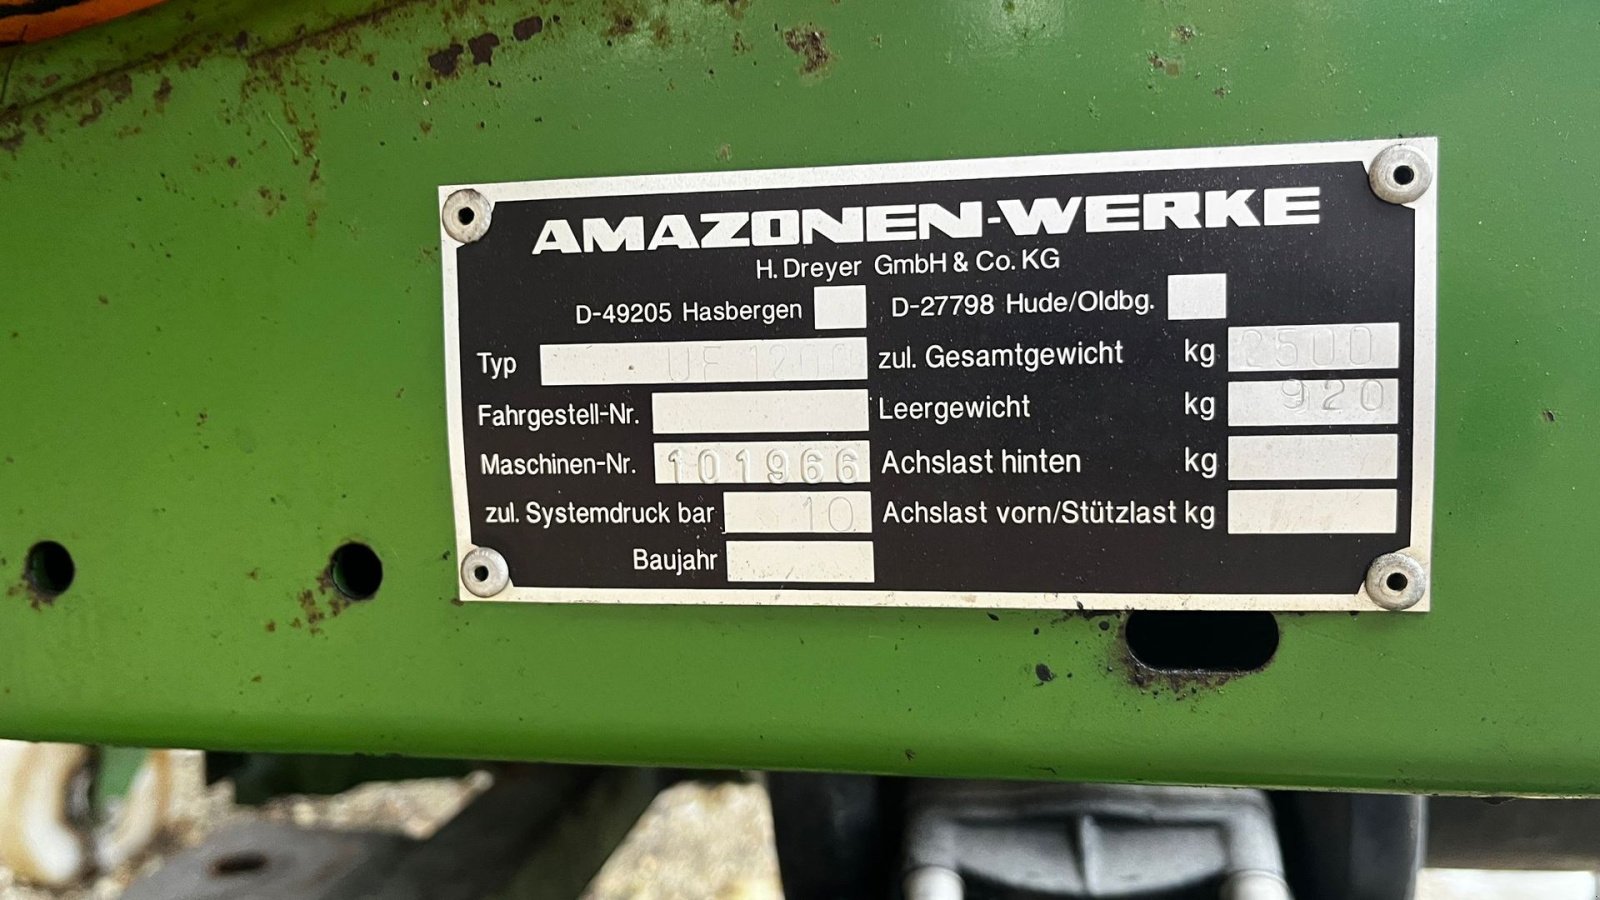 AMAZONEN-WERKE
H. Dreyer GmbH & Co. KG
D-49205 Hasbergen D-27798 Hude/Oldbg.
Typ UF 1200 zul. Gesamtgewicht kg 2500
Fahrgestell-Nr. Leergewicht kg 920
Maschinen-Nr. 101966 Achslast hinten kg
zul. Systemdruck bar 10 Achslast vorn/Stützlast kg
Baujahr